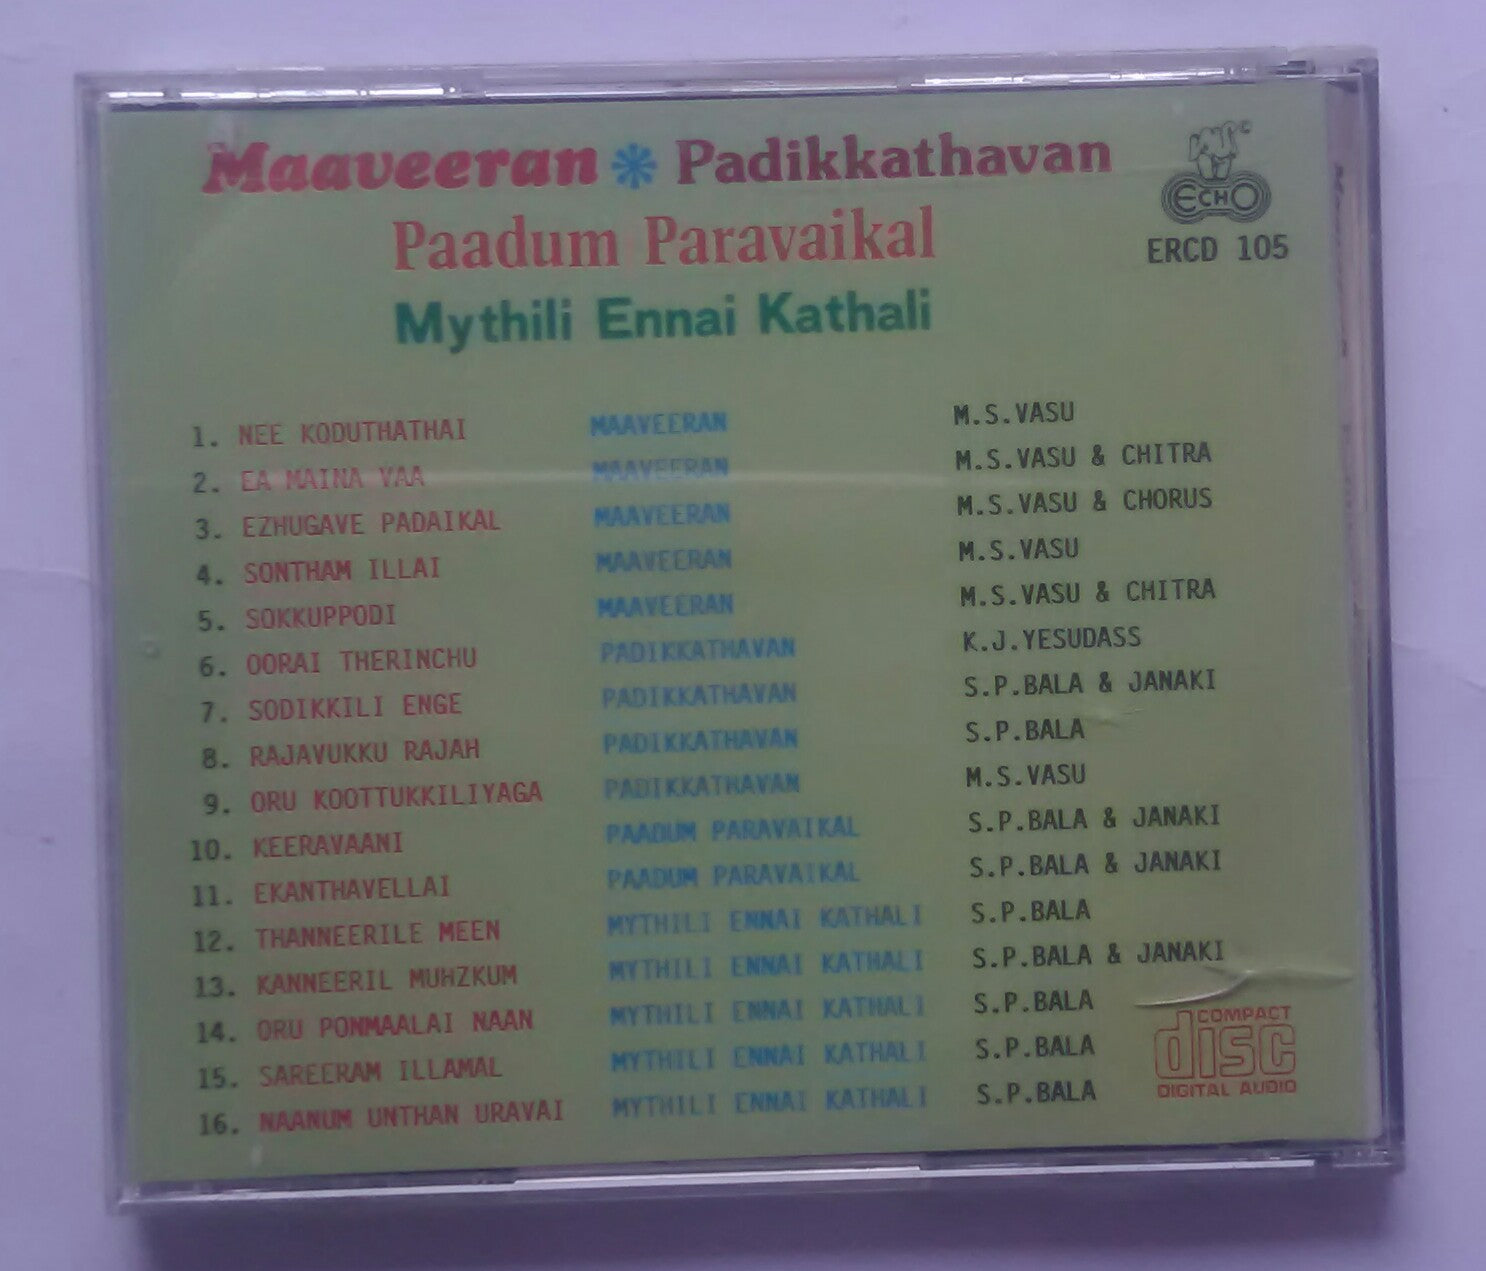 Maaveeran * Padikkathavan
Paadum Paravaikal
Mythili Ennai Kathali
ECHO
ERCD 105
1. NEE KODUTHATHAI MAAVEERAN M.S.VASU
2. EA MAINA VAA MAAVEERAN M.S.VASU & CHITRA
3. EZHUGAVE PADAIKAL MAAVEERAN M.S.VASU & CHORUS
4. SONTHAM ILLAI MAAVEERAN M.S.VASU
5. SOKKUPPODI MAAVEERAN M.S.VASU & CHITRA
6. OORAI THERINCHU PADIKKATHAVAN K.J.YESUDASS
7. SODIKKILI ENGE PADIKKATHAVAN S.P.BALA & JANAKI
8. RAJAVUKKU RAJAH PADIKKATHAVAN S.P.BALA
9. ORU KOOTTUKKILIYAGA PADIKKATHAVAN M.S.VASU
10. KEERAVAANI PAADUM PARAVAIKAL S.P.BALA & JANAKI
11. EKANTHAVELLAI PAADUM PARAVAIKAL S.P.BALA & JANAKI
12. THANNEERILE MEEN MYTHILI ENNAI KATHALI S.P.BALA
13. KANNEERIL MUHZKUM MYTHILI ENNAI KATHALI S.P.BALA & JANAKI
14. ORU PONMAALAI NAAN MYTHILI ENNAI KATHALI S.P.BALA
15. SAREERAM ILLAMAL MYTHILI ENNAI KATHALI S.P.BALA
16. NAANUM UNTHAN URAVAI MYTHILI ENNAI KATHALI S.P.BALA
COMPACT
disc
DIGITAL AUDIO